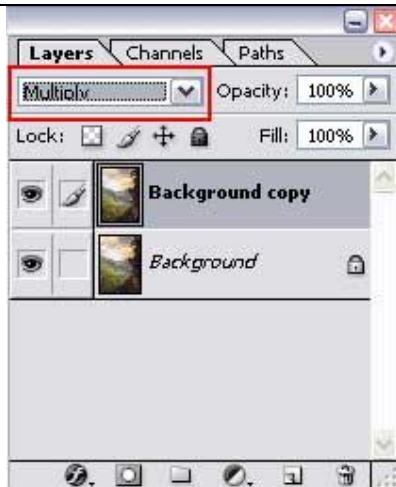 Layers Channels Paths
Multiply Opacity: 100%
Lock: Fill: 100%
Background copy
Background